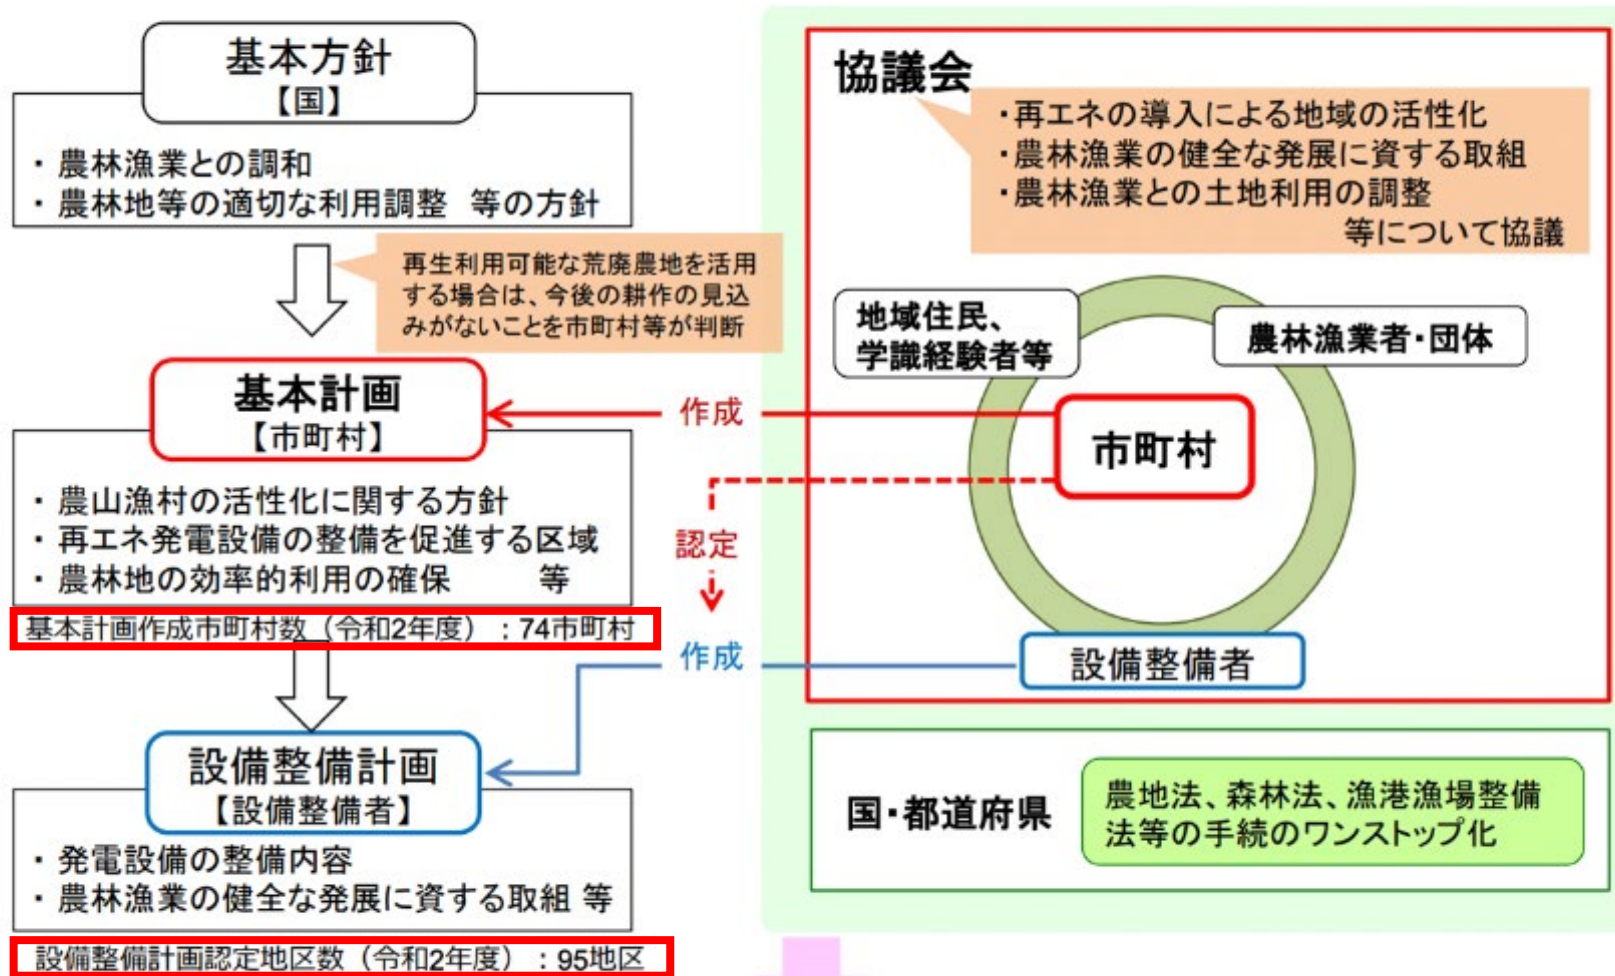 基本方針
【国】
・ 農林漁業との調和
・ 農林地等の適切な利用調整 等の方針
再生利用可能な荒廃農地を活用
する場合は、今後の耕作の見込
みがないことを市町村等が判断
基本計画
【市町村】
・ 農山漁村の活性化に関する方針
・ 再エネ発電設備の整備を促進する区域
・ 農林地の効率的利用の確保 等
基本計画作成市町村数（令和2年度）：74市町村
設備整備計画
【設備整備者】
・ 発電設備の整備内容
・ 農林漁業の健全な発展に資する取組 等
設備整備計画認定地区数（令和2年度）：95地区
作成
認定
作成
協議会
・再エネの導入による地域の活性化
・農林漁業の健全な発展に資する取組
・農林漁業との土地利用の調整
等について協議
地域住民、
学識経験者等
農林漁業者・団体
市町村
設備整備者
国・都道府県
農地法、森林法、漁港漁場整備
法等の手続のワンストップ化